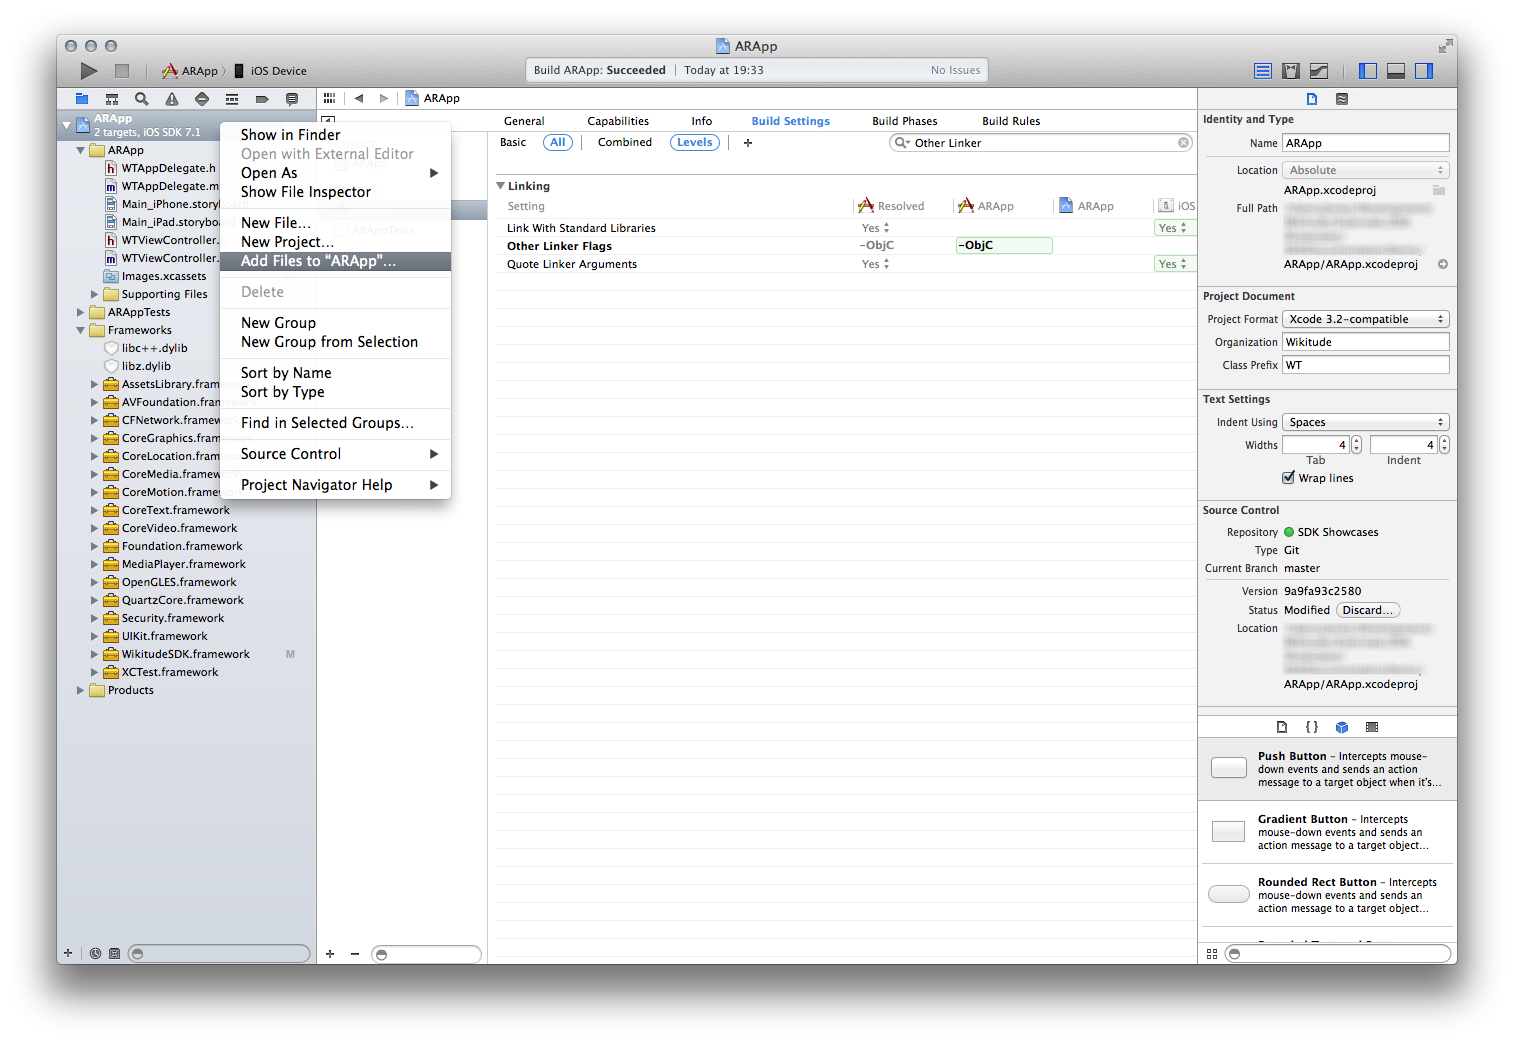 ARApp
ARApp
iOS Device
Build ARApp: Succeeded
Today at 19:33
No Issues
ARApp
ARApp
2 targets, iOS SDK 7.1
ARApp
WTAppDelegate.h
WTAppDelegate.m
Main_iPhone.storyboard
Main_iPad.storyboard
WTViewController.
WTViewController.
Images.xcassets
Supporting Files
ARAppTests
Frameworks
libc++.dylib
libz.dylib
AssetsLibrary.fram
AVFoundation.framew
CFNetwork.framew
CoreGraphics.fram
CoreLocation.fram
CoreMedia.framew
CoreMotion.frame
CoreText.framework
CoreVideo.framework
Foundation.framework
MediaPlayer.framework
OpenGLES.framework
QuartzCore.framework
Security.framework
UIKit.framework
WikitudeSDK.framework M
XCTest.framework
Products
Show in Finder
Open with External Editor
Open As
Show File Inspector
New File...
New Project...
Add Files to “ARApp”...
Delete
New Group
New Group from Selection
Sort by Name
Sort by Type
Find in Selected Groups...
Source Control
Project Navigator Help
ARApp
ARAppTests
General Capabilities Info Build Settings Build Phases Build Rules
Basic All Combined Levels + Other Linker
Linking
Setting Resolved ARApp ARApp iOS
Link With Standard Libraries Yes Yes
Other Linker Flags -ObjC -ObjC
Quote Linker Arguments Yes Yes
Identity and Type
Name ARApp
Location Absolute
ARApp.xcodeproj
Full Path
ARApp/ARApp.xcodeproj
Project Document
Project Format Xcode 3.2-compatible
Organization Wikitude
Class Prefix WT
Text Settings
Indent Using Spaces
Widths 4 4
Tab Indent
Wrap lines
Source Control
Repository SDK Showcases
Type Git
Current Branch master
Version 9a9fa93c2580
Status Modified Discard...
Location
ARApp/ARApp.xcodeproj
{ }
Push Button - Intercepts mouse-
down events and sends an action
message to a target object when it's...
Gradient Button - Intercepts
mouse-down events and sends an
action message to a target object...
Rounded Rect Button - Intercepts
mouse-down events and sends an
action message to a target object...